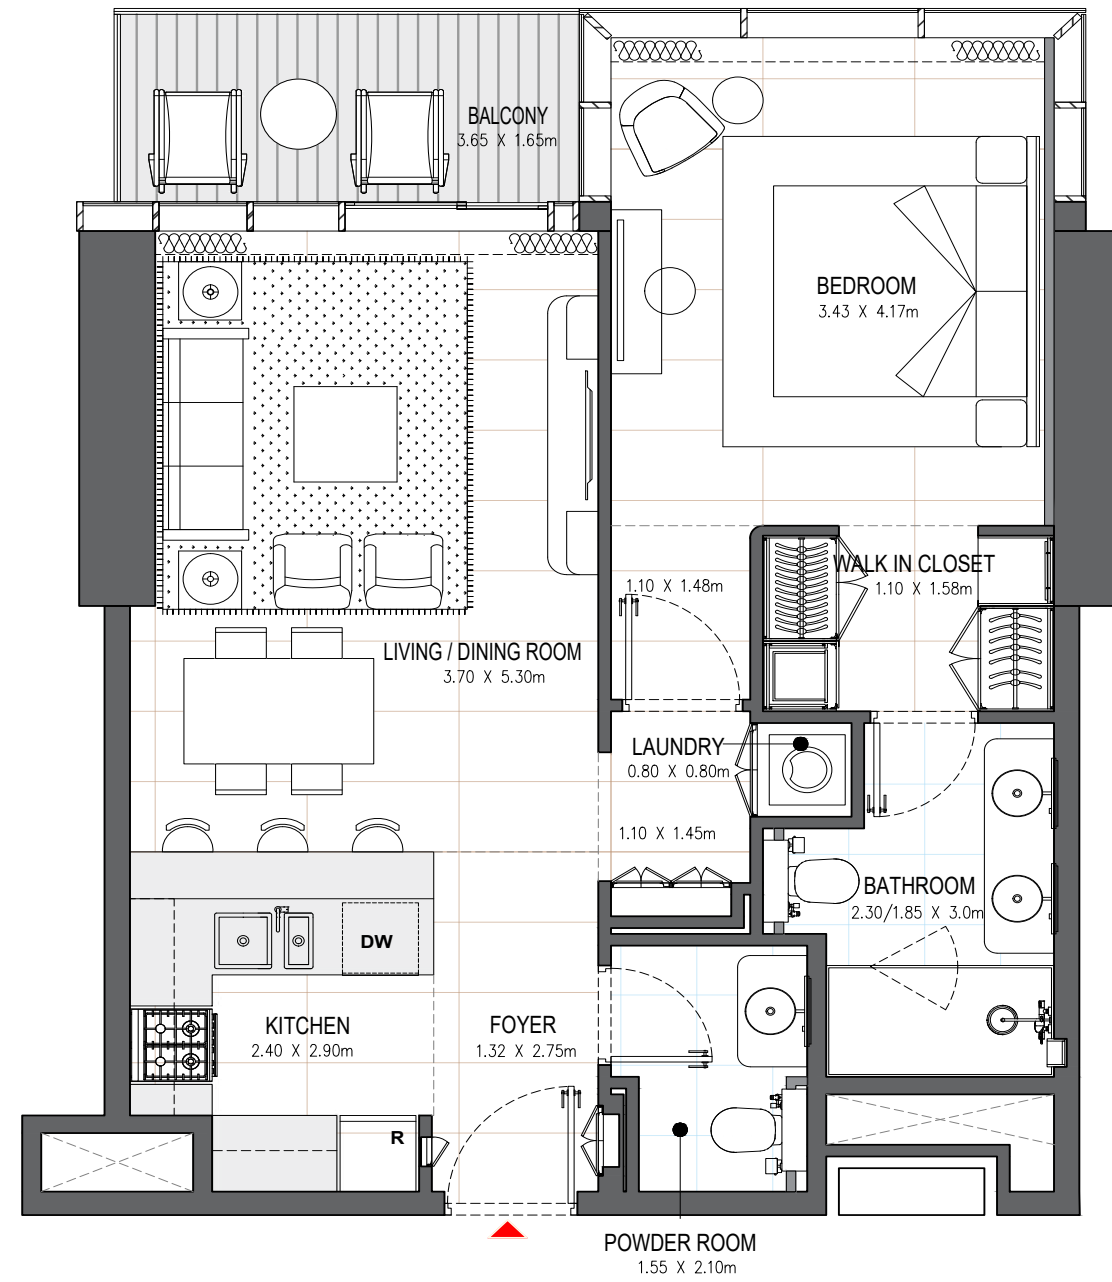 BALCONY
3.65 X 1.65m
BEDROOM
3.43 X 4.17m
WALK IN CLOSET
1.10 X 1.58m
1.10 X 1.48m
LIVING / DINING ROOM
3.70 X 5.30m
LAUNDRY
0.80 X 0.80m
1.10 X 1.45m
BATHROOM
2.30/1.85 X 3.0m
DW
KITCHEN
2.40 X 2.90m
FOYER
1.32 X 2.75m
R
POWDER ROOM
1.55 X 2.10m